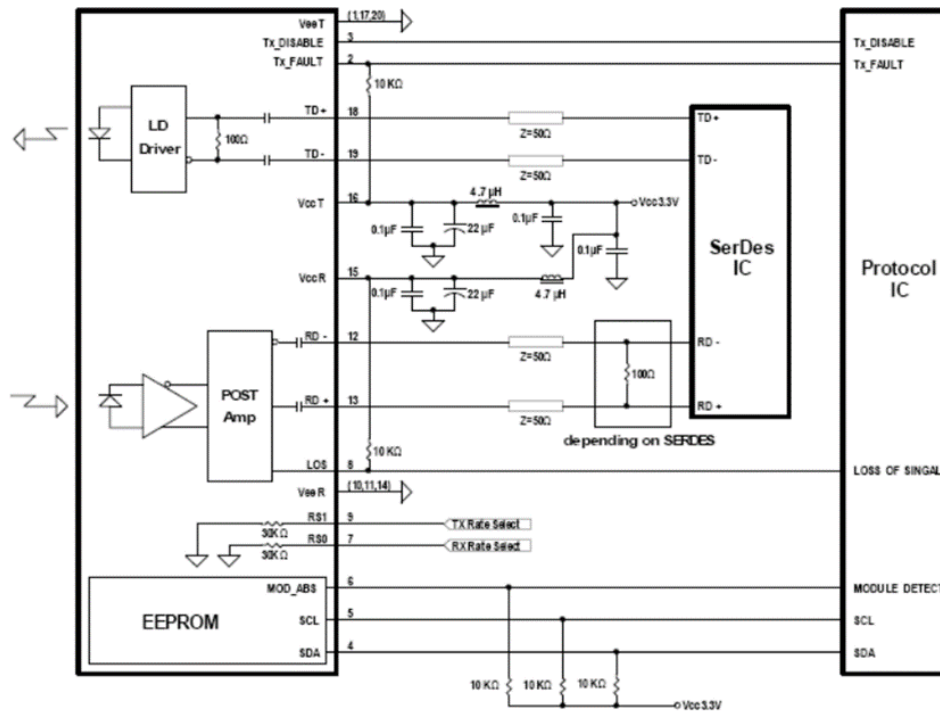 VeeT (1,17,20)
Tx_DISABLE 3 Tx_DISABLE
Tx_FAULT 2 Tx_FAULT
10 KΩ
LD
Driver
100Ω
TD+ 18 Z=50Ω TD+
TD- 19 Z=50Ω TD-
VccT 16
4.7 µH
Vcc3.3V
0.1µF
22 µF
0.1µF
0.1µF
SerDes
IC
Protocol
IC
VccR 15
0.1µF
22 µF
4.7 µH
RD - 12 Z=50Ω RD -
100Ω
POST
Amp
RD + 13 Z=50Ω RD +
depending on SERDES
10 KΩ
LOS 8 LOSS OF SINGAL
VeeR (10,11,14)
RS1 9 TX Rate Select
30KΩ
RS0 7 RX Rate Select
30KΩ
MOD_ABS 6 MODULE DETECT
EEPROM
SCL 5 SCL
SDA 4 SDA
10 KΩ 10 KΩ 10 KΩ
Vcc3.3V